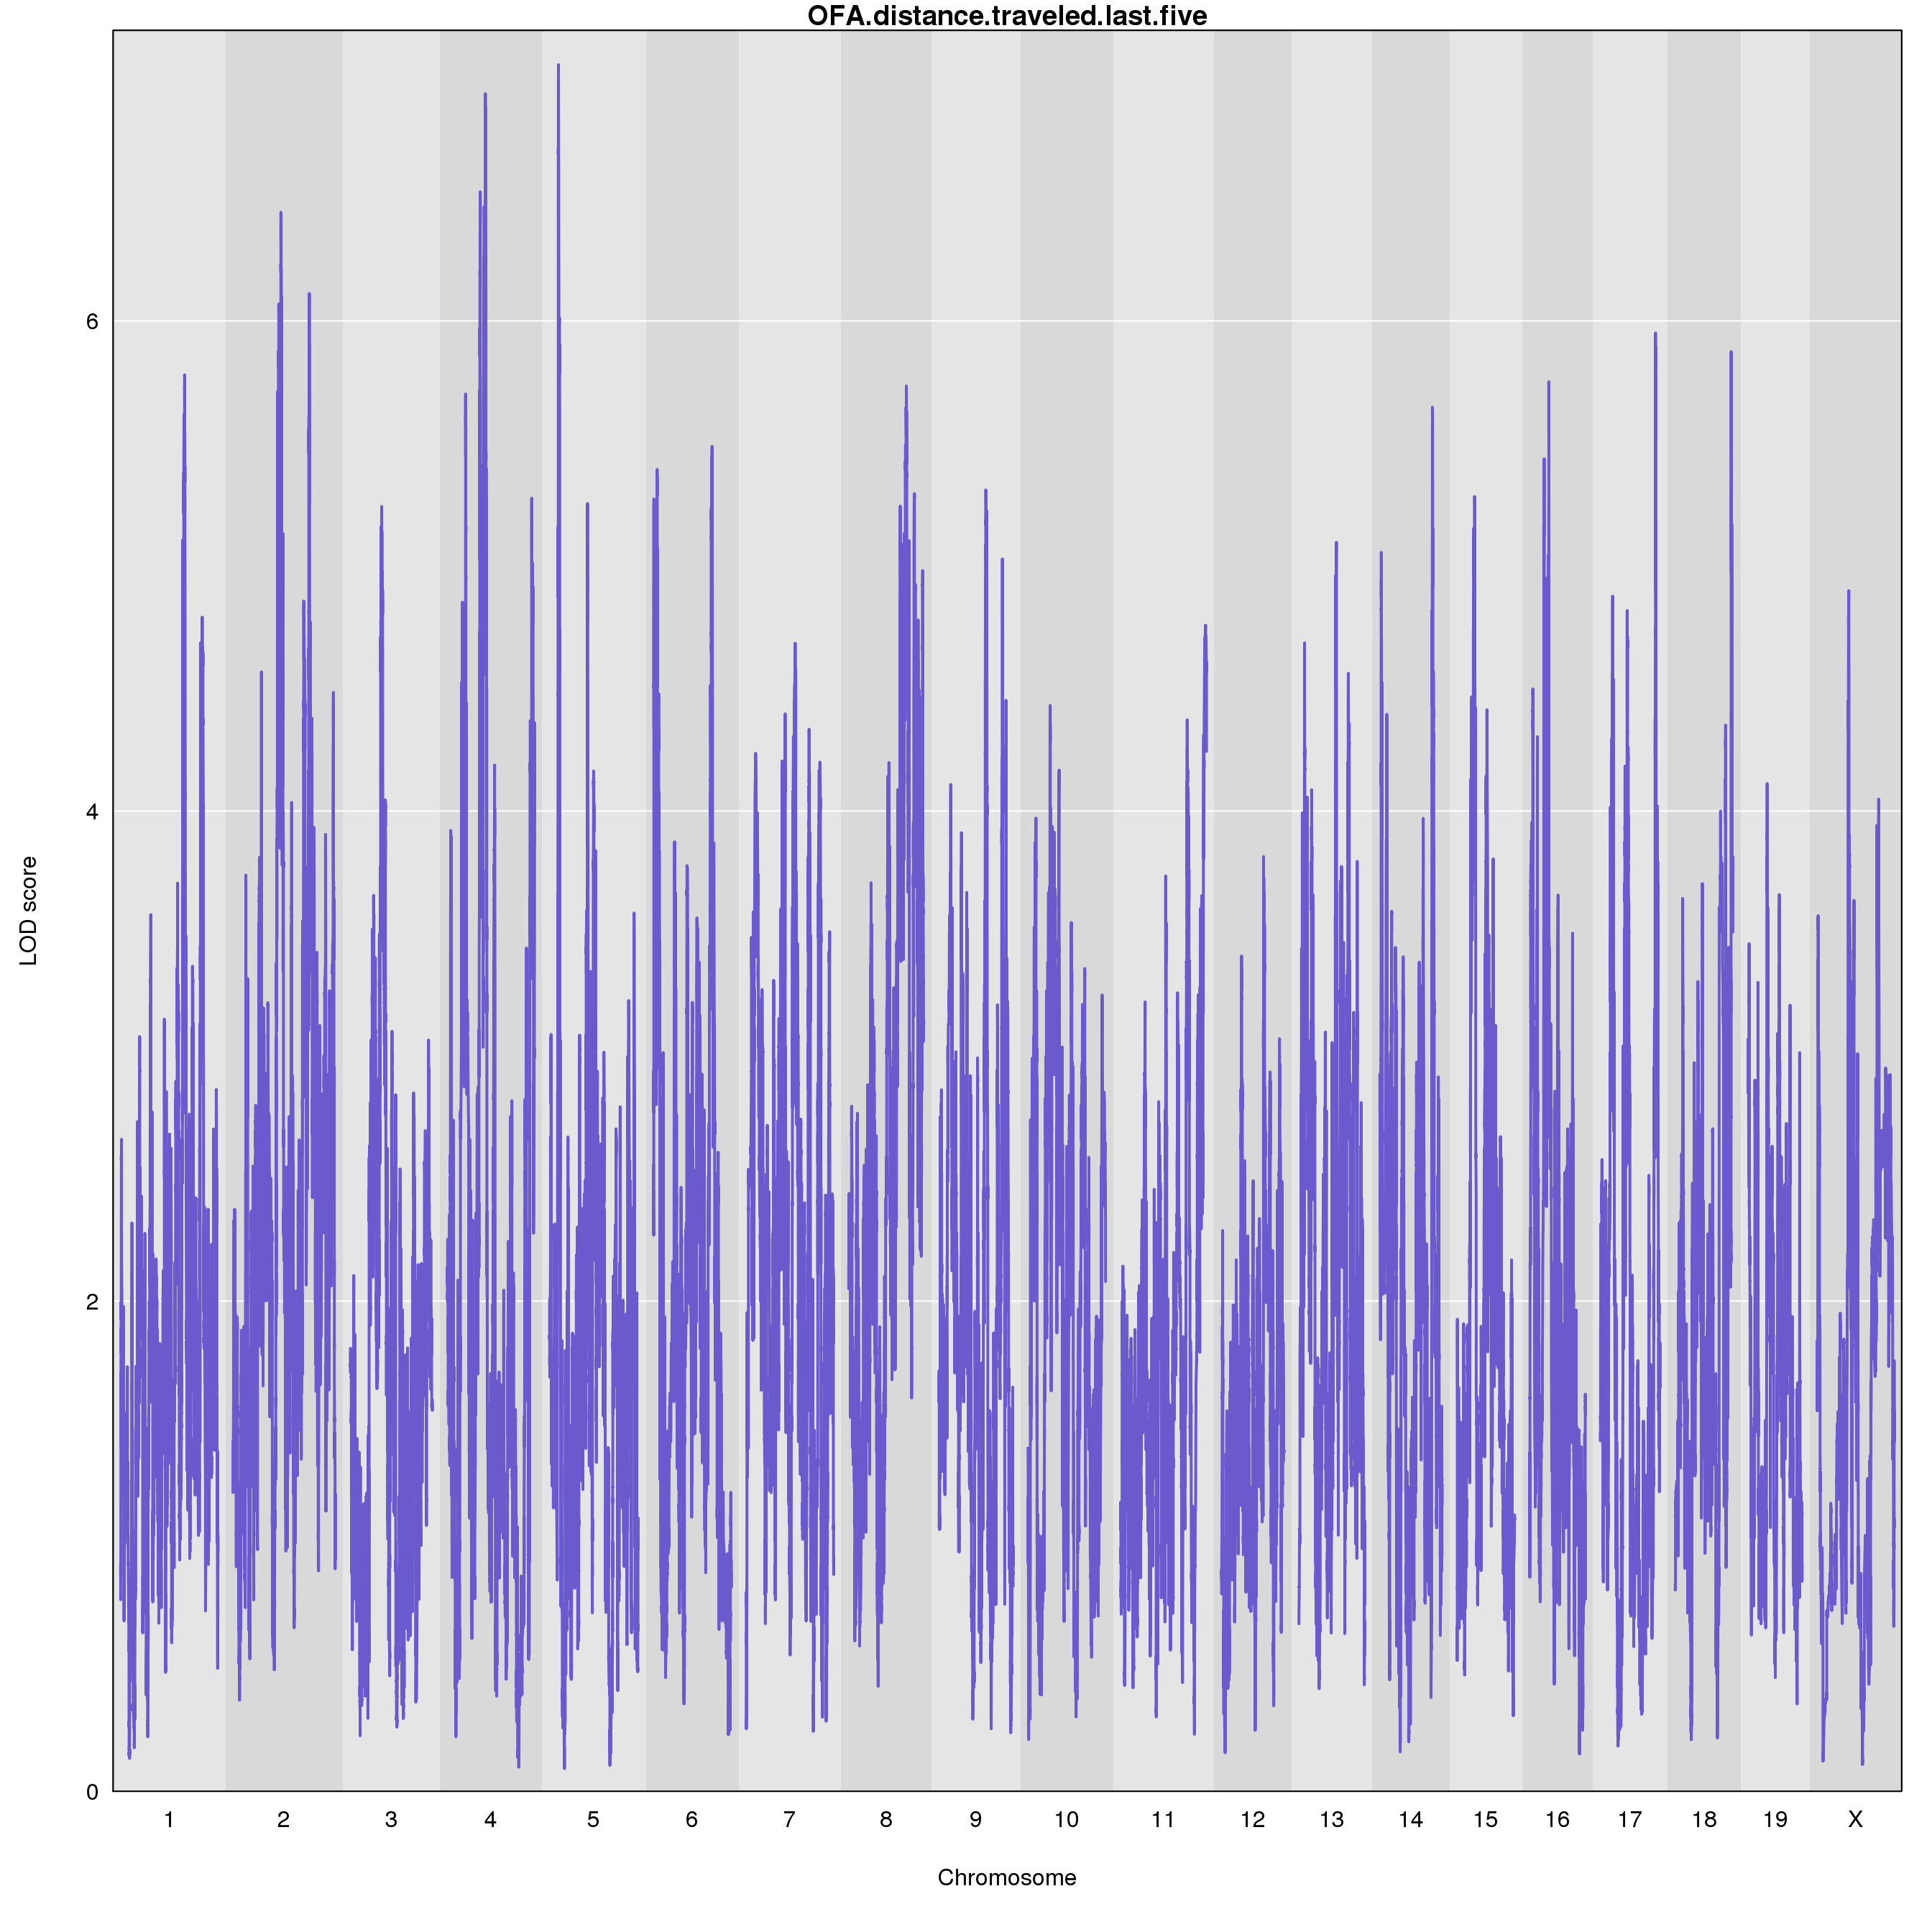 OFA.distance.traveled.last.five
6
4
2
0
LOD score
1 2 3 4 5 6 7 8 9 10 11 12 13 14 15 16 17 18 19 X
Chromosome